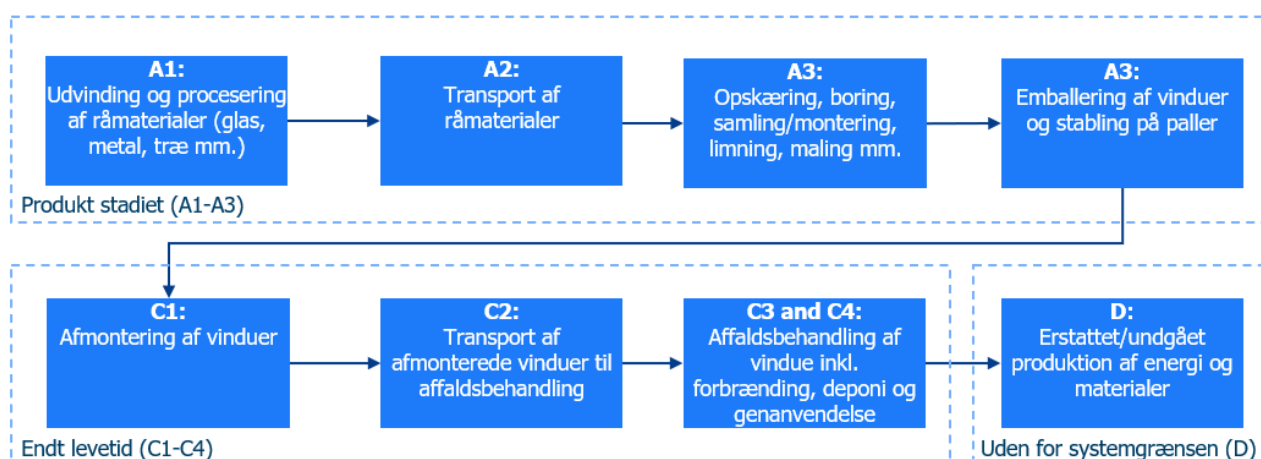 A1:
Udvinding og procesering
af råmaterialer (glas,
metal, træ mm.)
A2:
Transport af
råmaterialer
A3:
Opskæring, boring,
samling/montering,
limning, maling mm.
A3:
Emballering af vinduer
og stabling på paller
Produkt stadiet (A1-A3)
C1:
Afmontering af vinduer
C2:
Transport af
afmonterede vinduer til
affaldsbehandling
C3 and C4:
Affaldsbehandling af
vindue inkl.
forbrænding, deponi og
genanvendelse
D:
Erstattet/undgået
produktion af energi og
materialer
Endt levetid (C1-C4)
Uden for systemgrænsen (D)